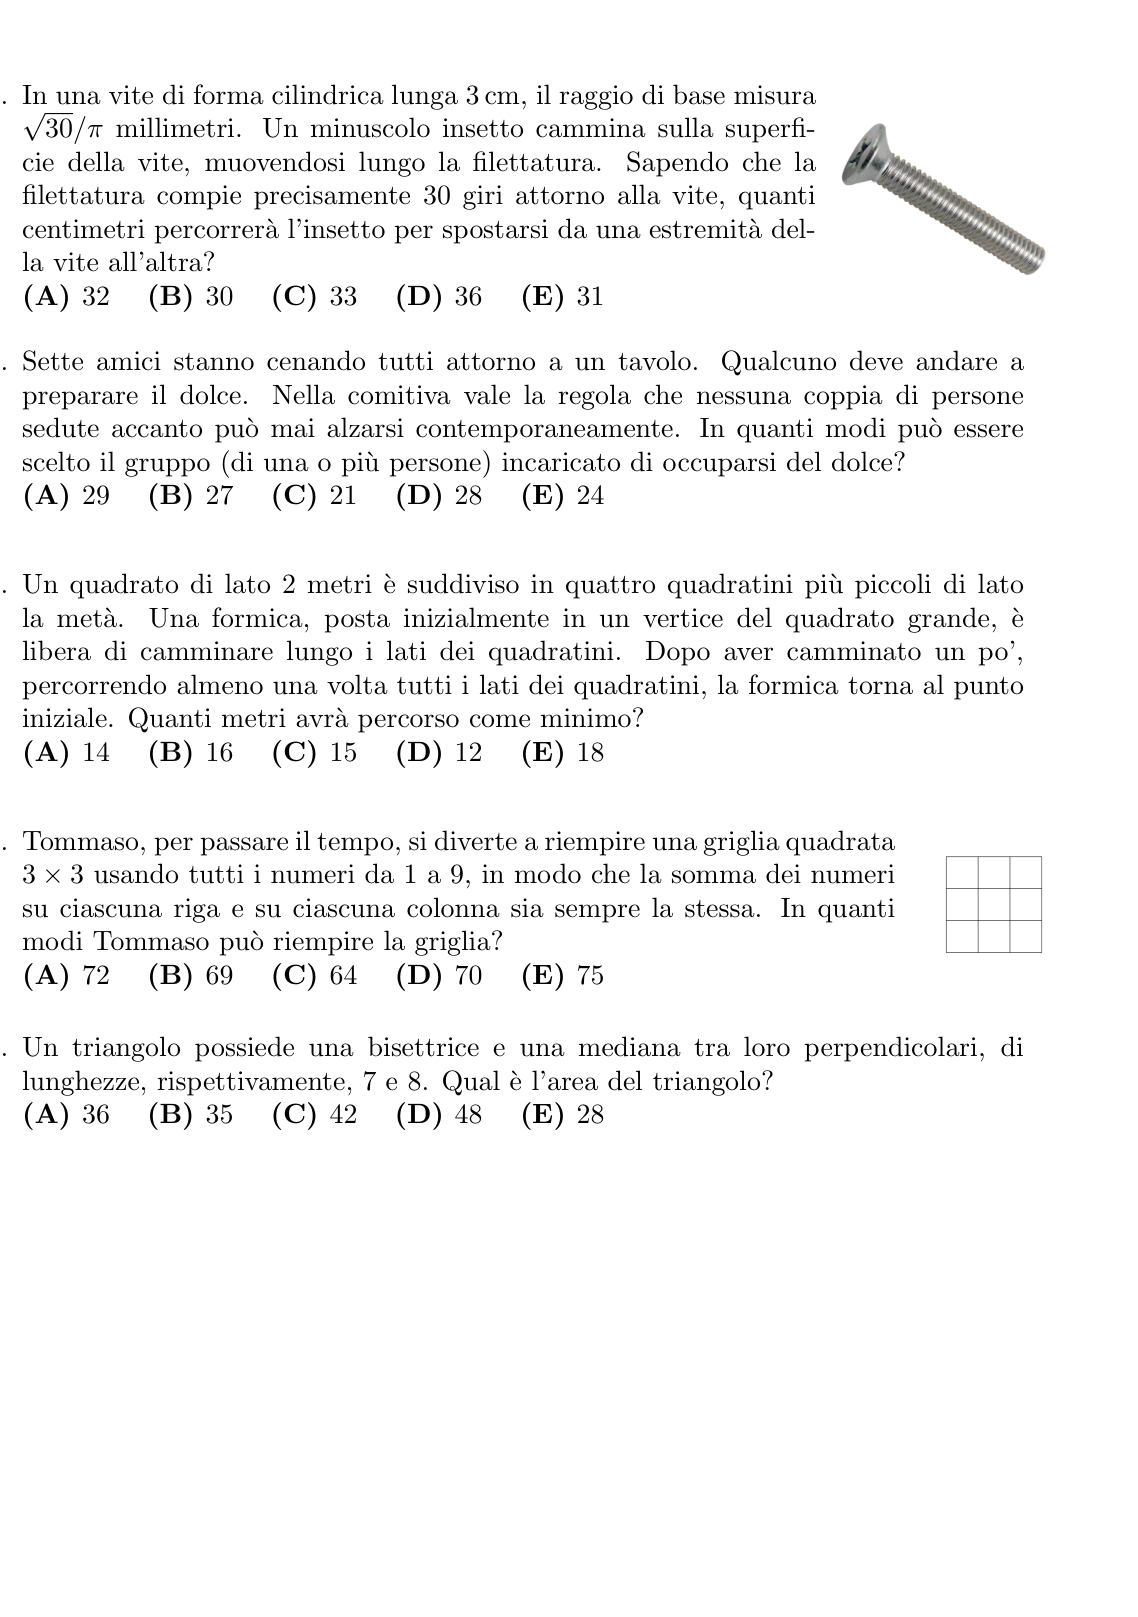 . In una vite di forma cilindrica lunga 3 cm, il raggio di base misura
√30/π millimetri. Un minuscolo insetto cammina sulla superfi-
cie della vite, muovendosi lungo la filettatura. Sapendo che la
filettatura compie precisamente 30 giri attorno alla vite, quanti
centimetri percorrerà l'insetto per spostarsi da una estremità del-
la vite all'altra?
(A) 32 (B) 30 (C) 33 (D) 36 (E) 31
. Sette amici stanno cenando tutti attorno a un tavolo. Qualcuno deve andare a
preparare il dolce. Nella comitiva vale la regola che nessuna coppia di persone
sedute accanto può mai alzarsi contemporaneamente. In quanti modi può essere
scelto il gruppo (di una o più persone) incaricato di occuparsi del dolce?
(A) 29 (B) 27 (C) 21 (D) 28 (E) 24
. Un quadrato di lato 2 metri è suddiviso in quattro quadratini più piccoli di lato
la metà. Una formica, posta inizialmente in un vertice del quadrato grande, è
libera di camminare lungo i lati dei quadratini. Dopo aver camminato un po',
percorrendo almeno una volta tutti i lati dei quadratini, la formica torna al punto
iniziale. Quanti metri avrà percorso come minimo?
(A) 14 (B) 16 (C) 15 (D) 12 (E) 18
. Tommaso, per passare il tempo, si diverte a riempire una griglia quadrata
3 × 3 usando tutti i numeri da 1 a 9, in modo che la somma dei numeri
su ciascuna riga e su ciascuna colonna sia sempre la stessa. In quanti
modi Tommaso può riempire la griglia?
(A) 72 (B) 69 (C) 64 (D) 70 (E) 75
. Un triangolo possiede una bisettrice e una mediana tra loro perpendicolari, di
lunghezze, rispettivamente, 7 e 8. Qual è l'area del triangolo?
(A) 36 (B) 35 (C) 42 (D) 48 (E) 28